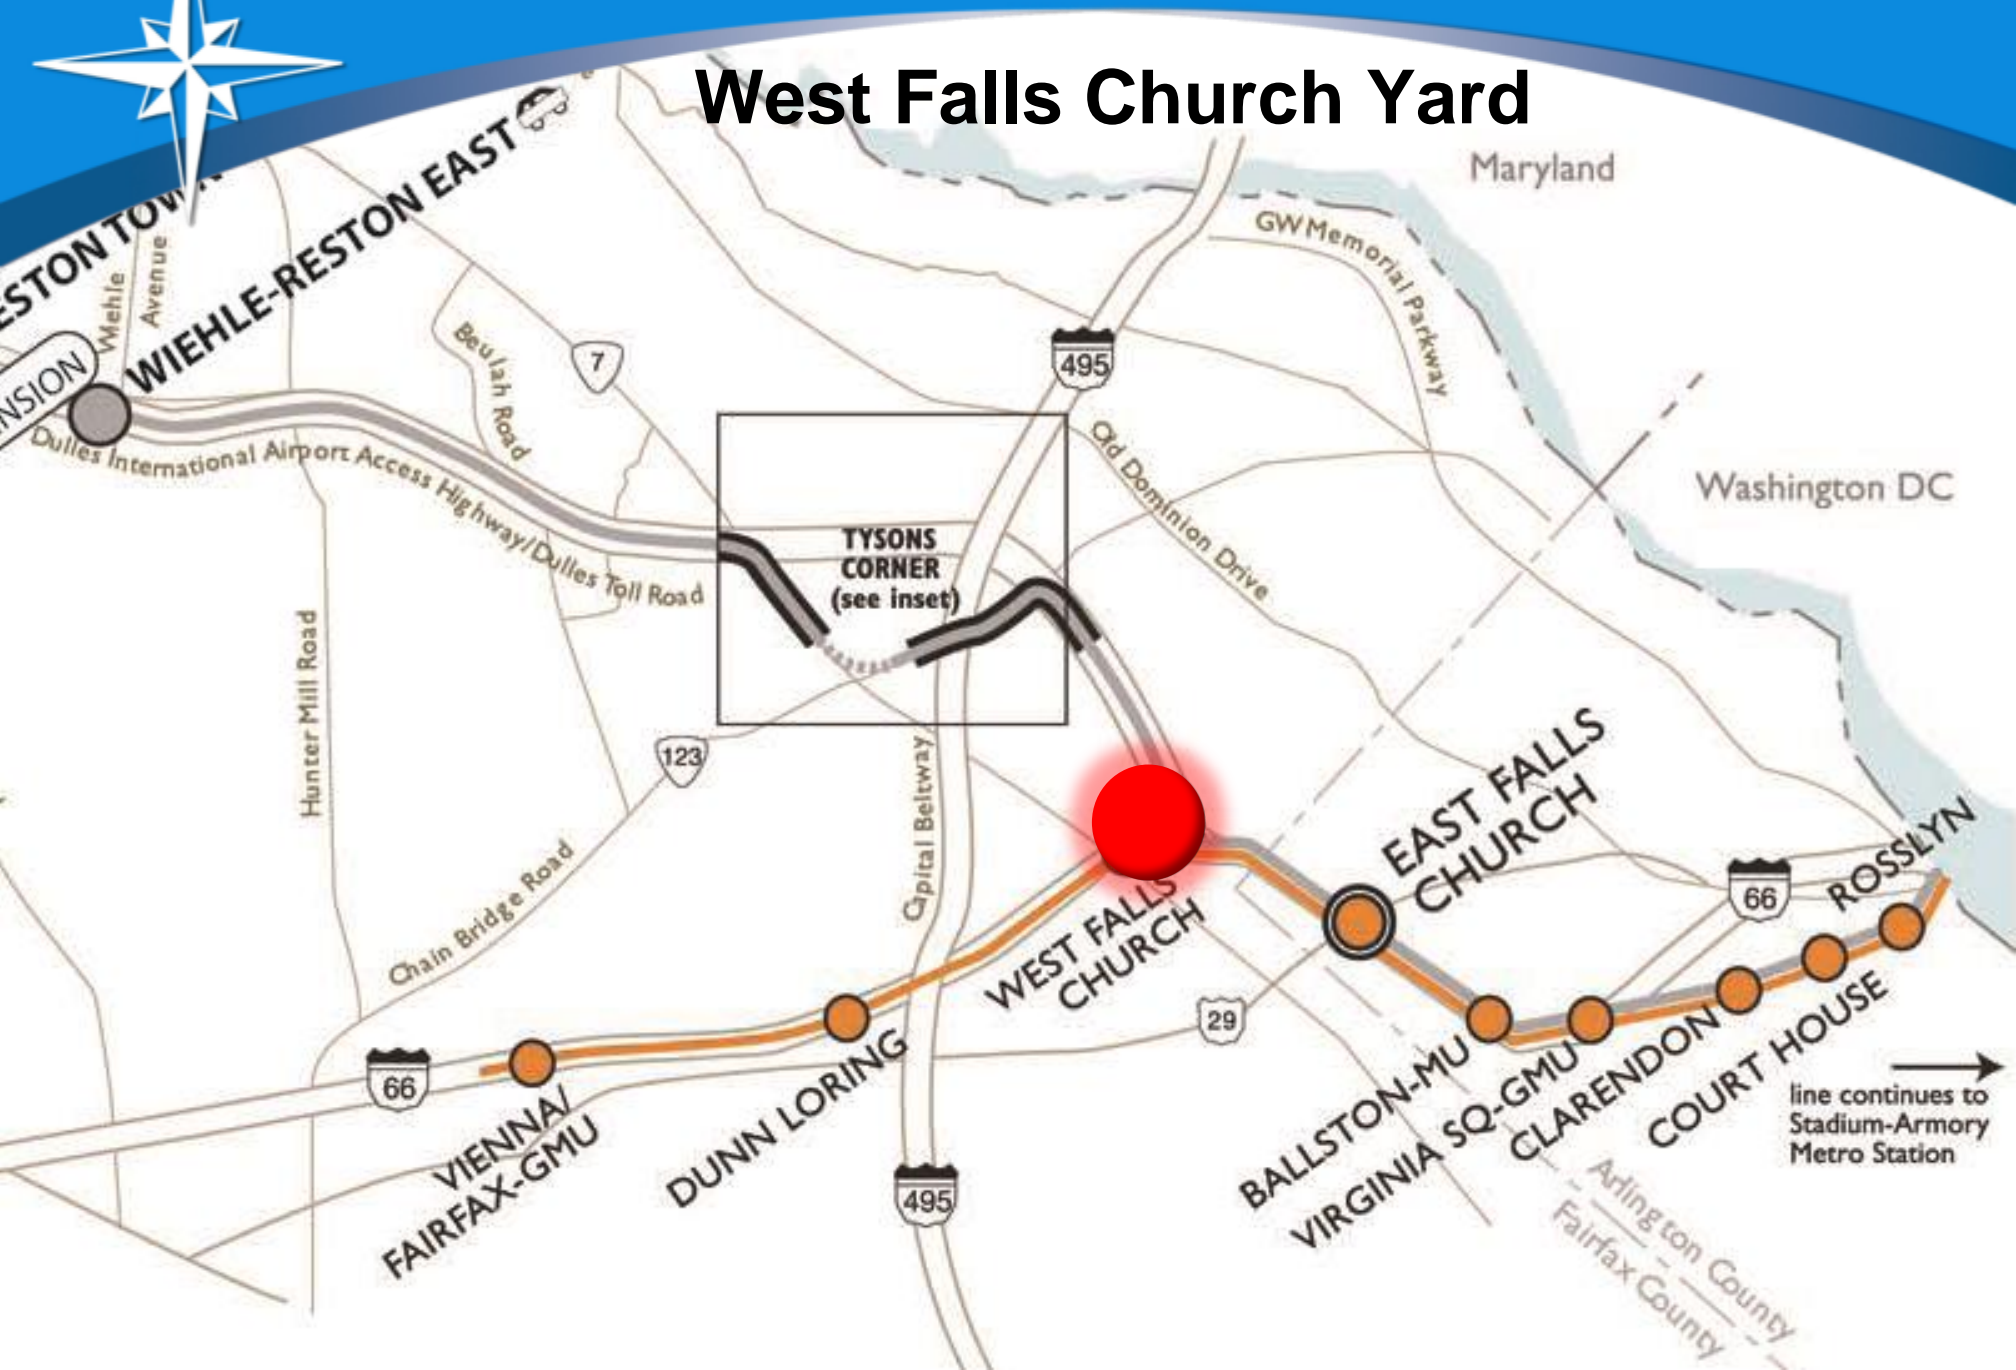 West Falls Church Yard
Maryland
GW Memorial Parkway
WIEHLE-RESTON EAST
Wiehle
Avenue
Beulah Road
7
495
Dulles International Airport Access Highway/Dulles Toll Road
Old Dominion Drive
Washington DC
TYSONS
CORNER
(see inset)
Hunter Mill Road
123
Capital Beltway
Chain Bridge Road
EAST FALLS
CHURCH
66
ROSSLYN
WEST FALLS
CHURCH
29
66
VIENNA/
FAIRFAX-GMU
DUNN LORING
BALLSTON-MU
VIRGINIA SQ-GMU
CLARENDON
COURT HOUSE
line continues to
Stadium-Armory
Metro Station
495
Arlington County
Fairfax County